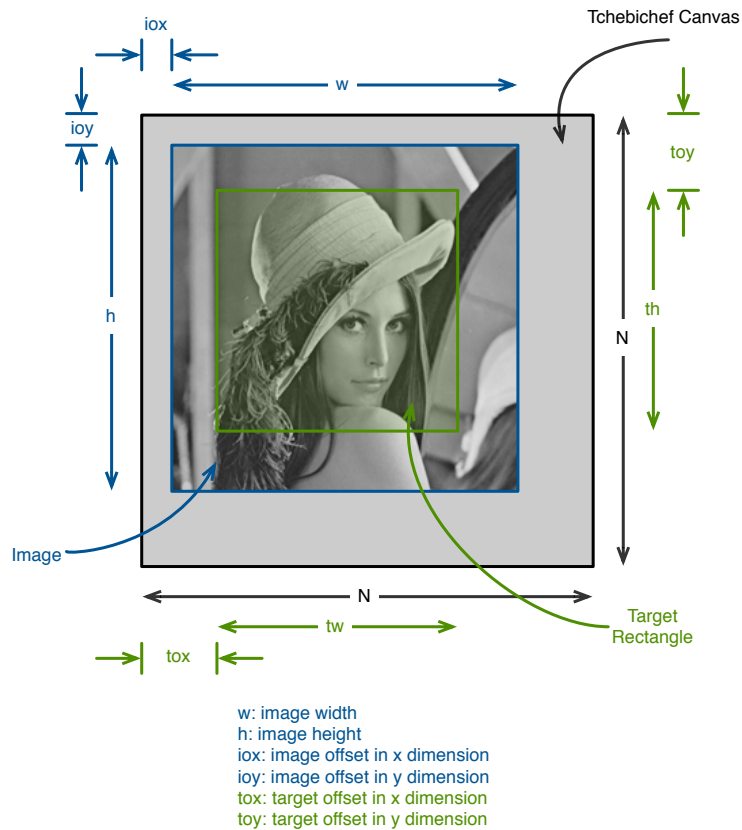 Tchebichef Canvas
iox
w
ioy
toy
h
th
N
Image
N
tw
Target
Rectangle
tox
w: image width
h: image height
iox: image offset in x dimension
ioy: image offset in y dimension
tox: target offset in x dimension
toy: target offset in y dimension